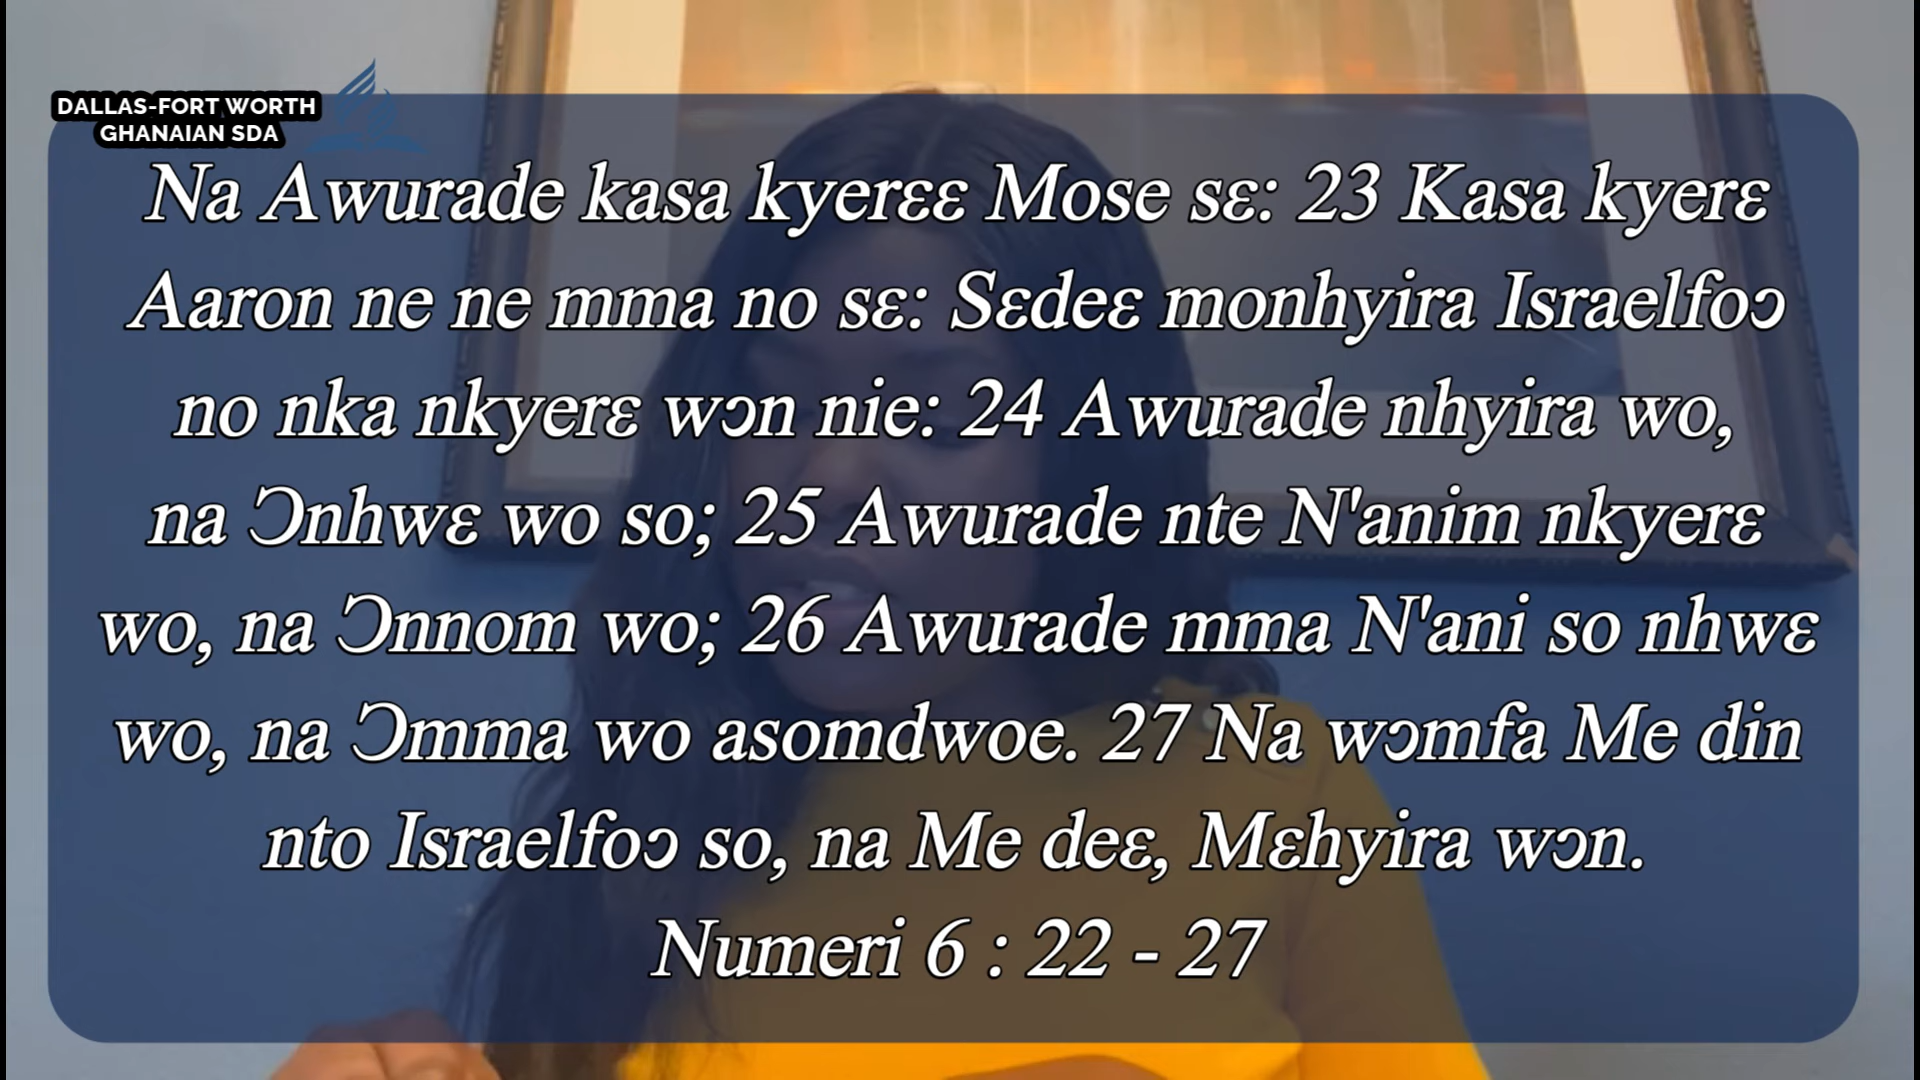 DALLAS-FORT WORTH
GHANAIAN SDA
Na Awurade kasa kyerɛɛ Mose sɛ: 23 Kasa kyerɛ
Aaron ne ne mma no sɛ: Sɛdeɛ monhyira Israelfoɔ
no nka nkyerɛ wɔn nie: 24 Awurade nhyira wo,
na Ɔnhwɛ wo so; 25 Awurade nte N'anim nkyerɛ
wo, na Ɔnnom wo; 26 Awurade mma N'ani so nhwɛ
wo, na Ɔmma wo asomdwoe. 27 Na wɔmfa Me din
nto Israelfoɔ so, na Me deɛ, Mɛhyira wɔn.
Numeri 6 : 22 - 27